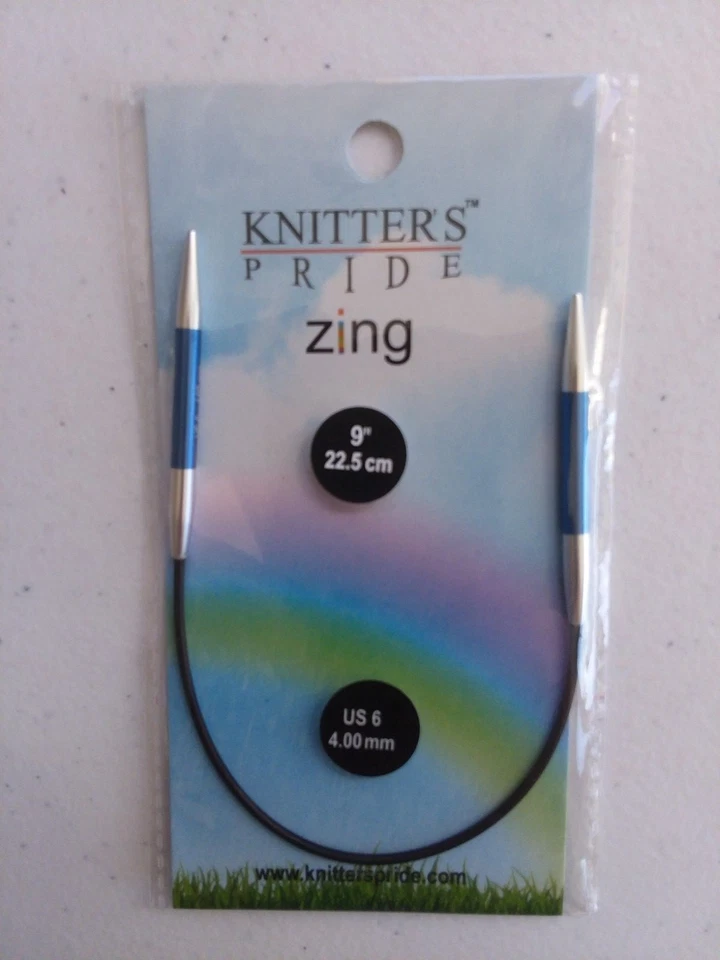 KNITTER'S™
PRIDE
zing
9"
22.5 cm
US 6
4.00 mm
www.knitterspride.com